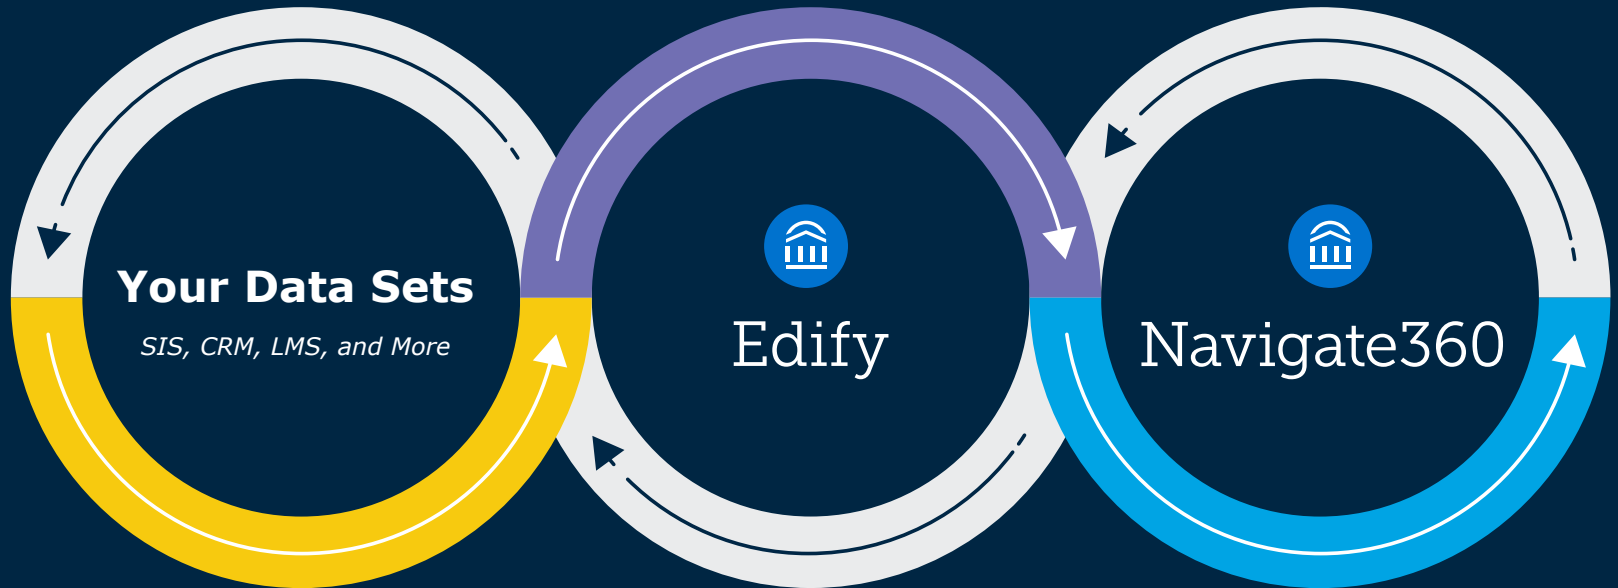 Your Data Sets
SIS, CRM, LMS, and More
Edify
Navigate360